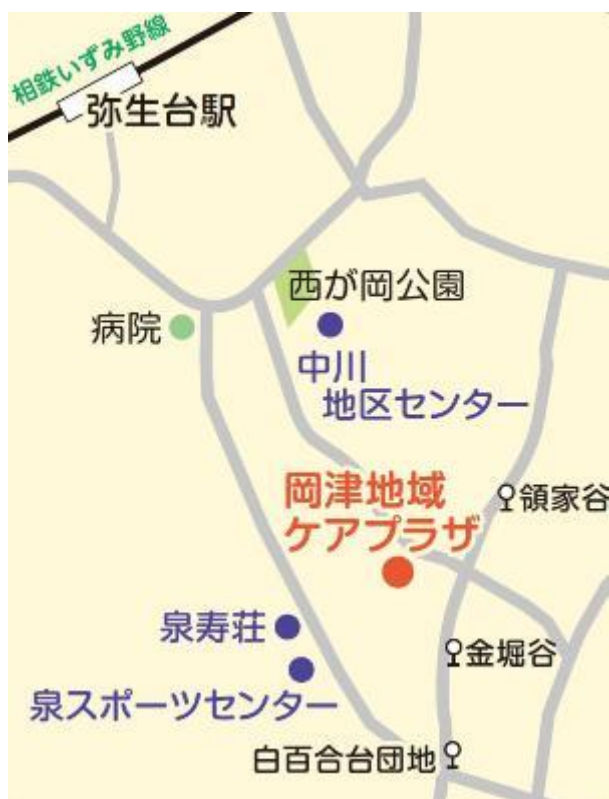 相鉄いずみ野線
弥生台駅
西が岡公園
病院
中川
地区センター
岡津地域
ケアプラザ
領家谷
泉寿荘
金堀谷
泉スポーツセンター
白百合台団地